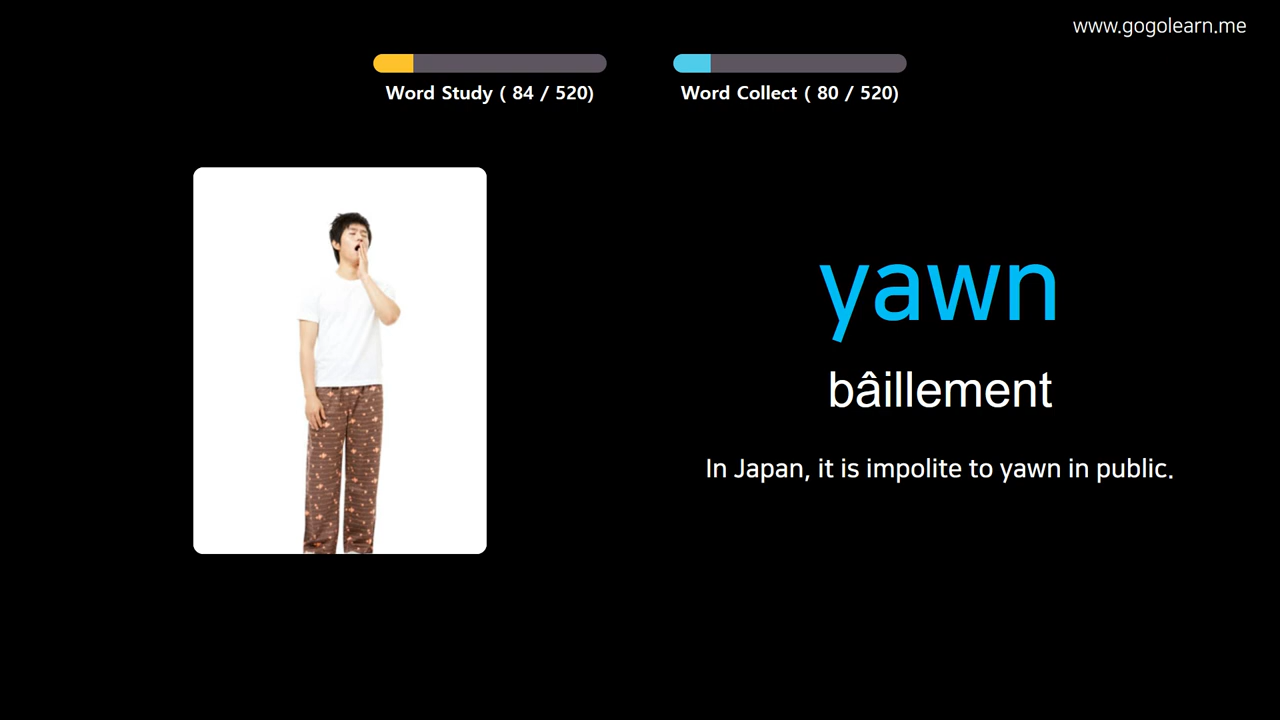 www.gogolearn.me
Word Study ( 84 / 520)
Word Collect ( 80 / 520)
yawn
bâillement
In Japan, it is impolite to yawn in public.